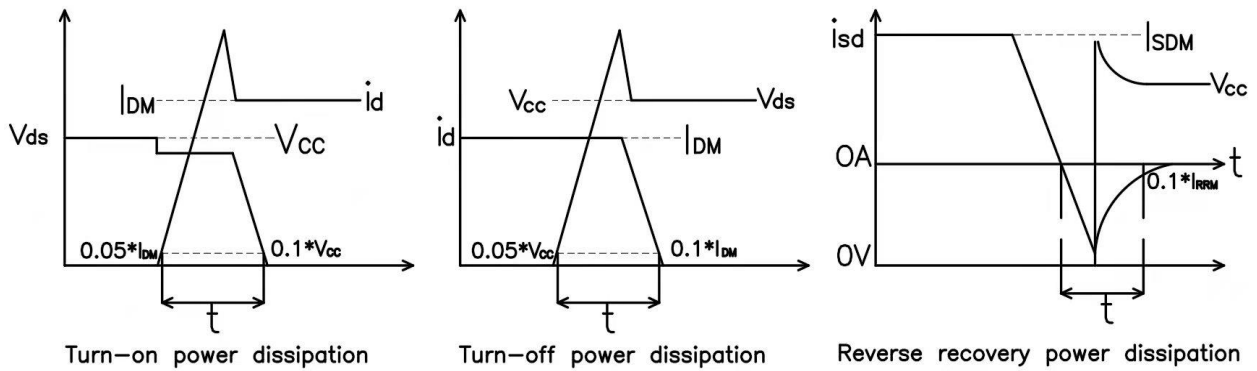 IDM
id
Vds
VCC
0.05*IDM
0.1*VCC
t
Turn-on power dissipation
VCC
Vds
id
IDM
0.05*VCC
0.1*IDM
t
Turn-off power dissipation
isd
ISDM
VCC
0A
t
0.1*IRRM
0V
t
Reverse recovery power dissipation